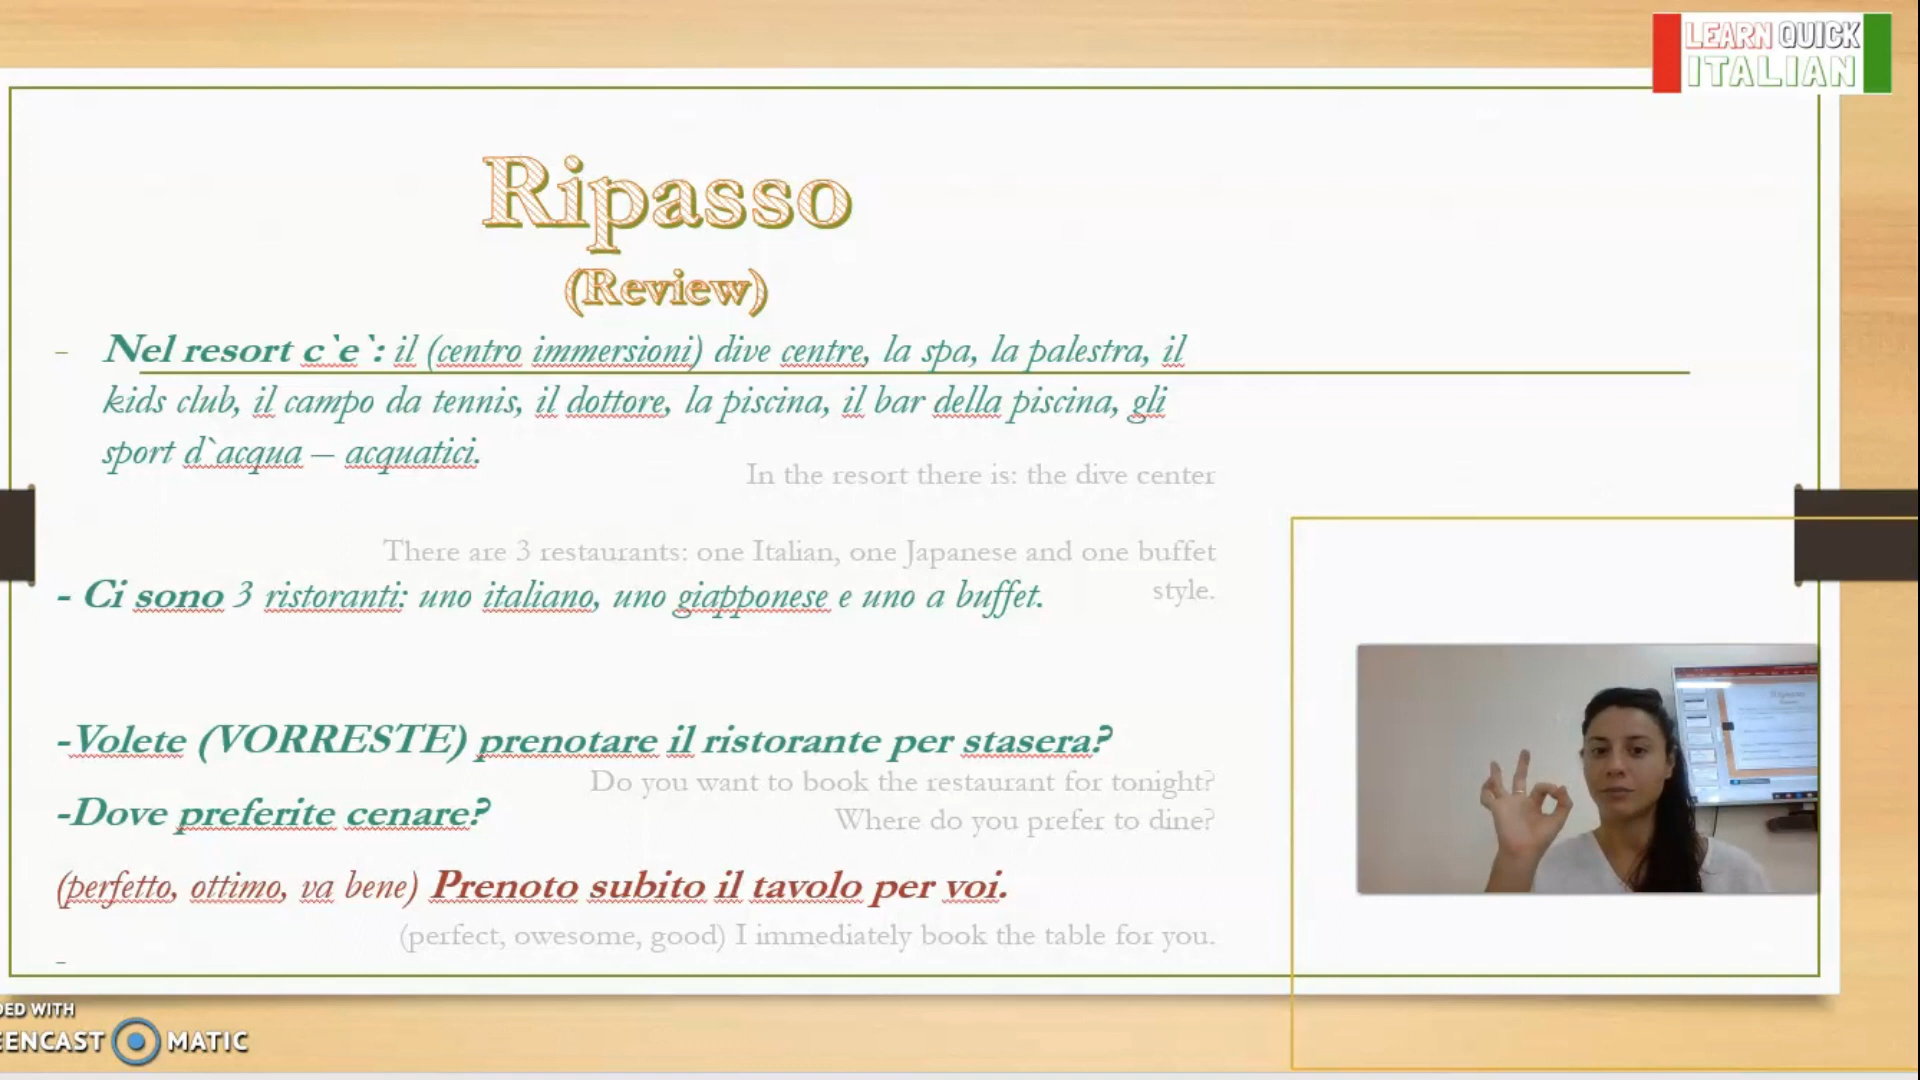 LEARN QUICK
ITALIAN
Ripasso
(Review)
- Nel resort c`e`: il (centro immersioni) dive centre, la spa, la palestra, il
kids club, il campo da tennis, il dottore, la piscina, il bar della piscina, gli
sport d`acqua – acquatici.
In the resort there is: the dive center
There are 3 restaurants: one Italian, one Japanese and one buffet
style.
- Ci sono 3 ristoranti: uno italiano, uno giapponese e uno a buffet.
-Volete (VORRESTE) prenotare il ristorante per stasera?
Do you want to book the restaurant for tonight?
-Dove preferite cenare?
Where do you prefer to dine?
(perfetto, ottimo, va bene) Prenoto subito il tavolo per voi.
(perfect, owesome, good) I immediately book the table for you.
-
DED WITH
EENCAST MATIC